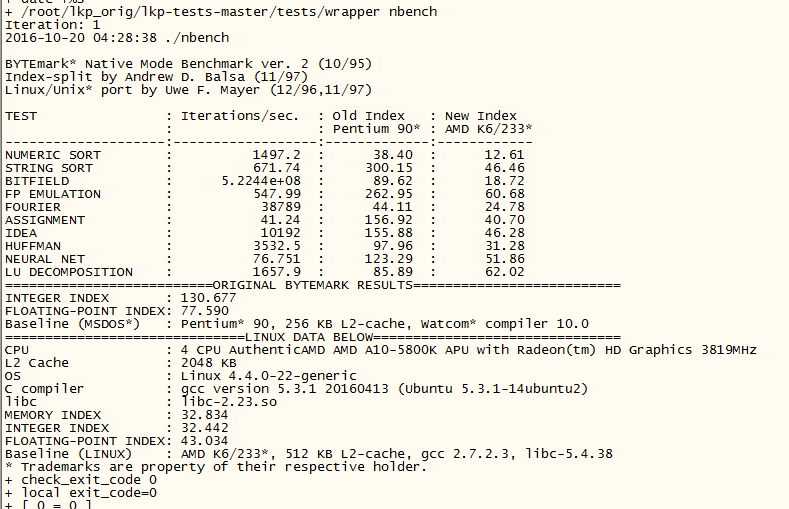 + date +%s
+ /root/lkp_orig/lkp-tests-master/tests/wrapper nbench
Iteration: 1
2016-10-20 04:28:38 ./nbench

BYTEmark* Native Mode Benchmark ver. 2 (10/95)
Index-split by Andrew D. Balsa (11/97)
Linux/Unix* port by Uwe F. Mayer (12/96,11/97)

TEST                : Iterations/sec.  : Old Index   : New Index
                    :                  : Pentium 90* : AMD K6/233*
--------------------:------------------:-------------:------------
NUMERIC SORT        :          1497.2  :      38.40  :      12.61
STRING SORT         :          671.74  :     300.15  :      46.46
BITFIELD            :      5.2244e+08  :      89.62  :      18.72
FP EMULATION        :          547.99  :     262.95  :      60.68
FOURIER             :           38789  :      44.11  :      24.78
ASSIGNMENT          :           41.24  :     156.92  :      40.70
IDEA                :           10192  :     155.88  :      46.28
HUFFMAN             :          3532.5  :      97.96  :      31.28
NEURAL NET          :          76.751  :     123.29  :      51.86
LU DECOMPOSITION    :          1657.9  :      85.89  :      62.02
==========================ORIGINAL BYTEMARK RESULTS==========================
INTEGER INDEX       : 130.677
FLOATING-POINT INDEX: 77.590
Baseline (MSDOS*)   : Pentium* 90, 256 KB L2-cache, Watcom* compiler 10.0
==============================LINUX DATA BELOW===============================
CPU                 : 4 CPU AuthenticAMD AMD A10-5800K APU with Radeon(tm) HD Graphics 3819MHz
L2 Cache            : 2048 KB
OS                  : Linux 4.4.0-22-generic
C compiler          : gcc version 5.3.1 20160413 (Ubuntu 5.3.1-14ubuntu2)
libc                : libc-2.23.so
MEMORY INDEX        : 32.834
INTEGER INDEX       : 32.442
FLOATING-POINT INDEX: 43.034
Baseline (LINUX)    : AMD K6/233*, 512 KB L2-cache, gcc 2.7.2.3, libc-5.4.38
* Trademarks are property of their respective holder.
+ check_exit_code 0
+ local exit_code=0
+ [ 0 = 0 ]